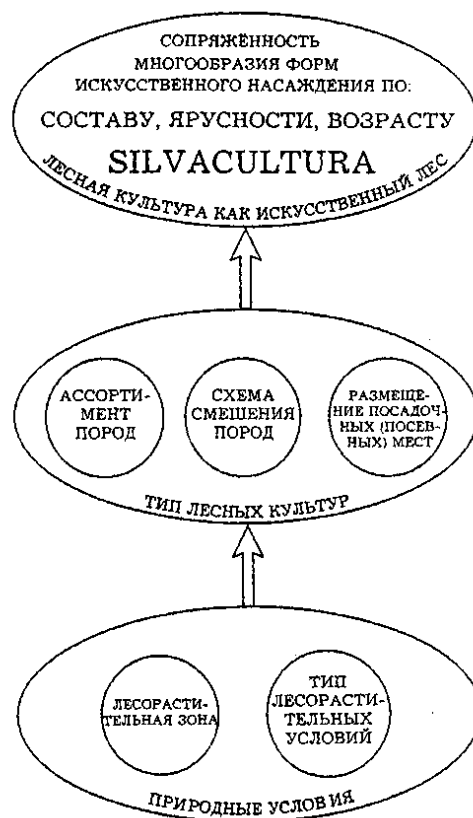 СОПРЯЖЁННОСТЬ
МНОГООБРАЗИЯ ФОРМ
ИСКУССТВЕННОГО НАСАЖДЕНИЯ ПО:
СОСТАВУ, ЯРУСНОСТИ, ВОЗРАСТУ
SILVACULTURA
ЛЕСНАЯ КУЛЬТУРА КАК ИСКУССТВЕННЫЙ ЛЕС
АССОРТИ-
МЕНТ
ПОРОД
СХЕМА
СМЕШЕНИЯ
ПОРОД
РАЗМЕЩЕ-
НИЕ ПОСАДОЧ-
НЫХ (ПОСЕВ-
НЫХ) МЕСТ
ТИП ЛЕСНЫХ КУЛЬТУР
ЛЕСОРАСТИ-
ТЕЛЬНАЯ ЗОНА
ТИП
ЛЕСОРАСТИ-
ТЕЛЬНЫХ
УСЛОВИЙ
ПРИРОДНЫЕ УСЛОВИЯ